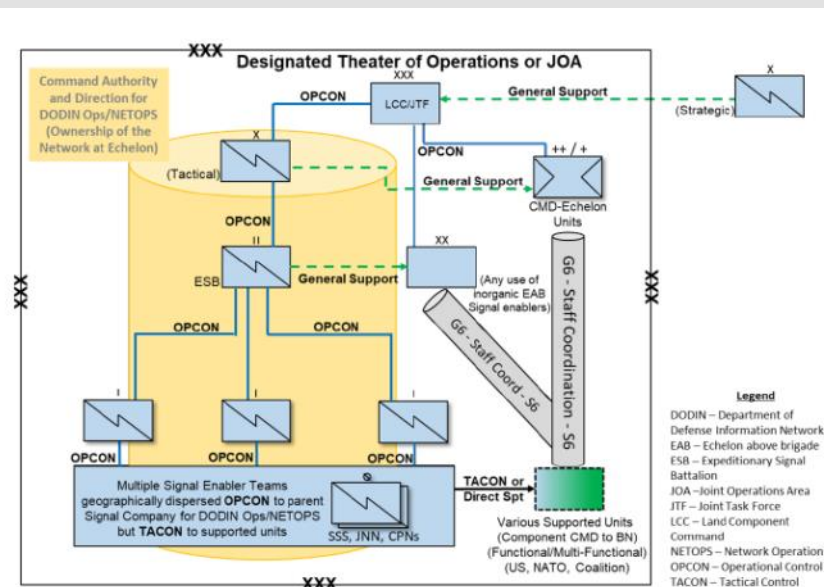 XXX
Designated Theater of Operations or JOA
Command Authority
and Direction for
DODIN Ops/NETOPS
(Ownership of the
Network at Echelon)
XXX
LCC/JTF
OPCON
General Support
X
(Strategic)
X
(Tactical)
OPCON
General Support
++ / +
CMD-Echelon
Units
OPCON
II
ESB
General Support
XX
(Any use of
inorganic EAB
Signal enablers)
XXX
XXX
G6 - Staff Coord - S6
G6 - Staff Coordination - S6
OPCON
OPCON
I
I
I
OPCON
OPCON
OPCON
Multiple Signal Enabler Teams
geographically dispersed OPCON to parent
Signal Company for DODIN Ops/NETOPS
but TACON to supported units
SSS, JNN, CPNs
TACON or
Direct Spt
Various Supported Units
(Component CMD to BN)
(Functional/Multi-Functional)
(US, NATO, Coalition)
XXX
Legend
DODIN – Department of
Defense Information Network
EAB – Echelon above brigade
ESB – Expeditionary Signal
Battalion
JOA –Joint Operations Area
JTF – Joint Task Force
LCC – Land Component
Command
NETOPS – Network Operation
OPCON – Operational Control
TACON – Tactical Control